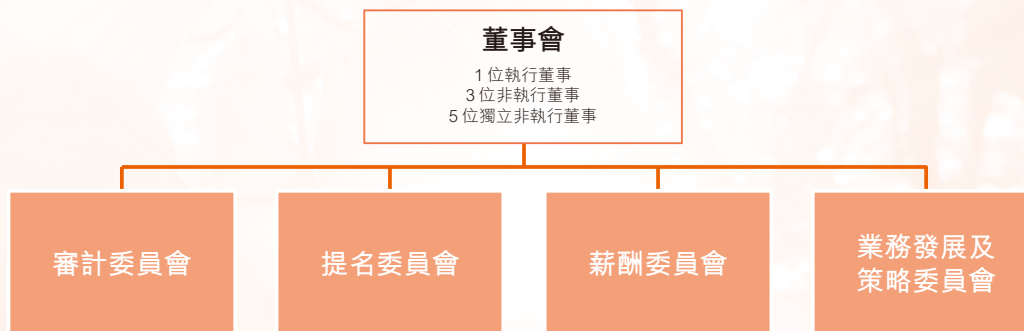 董事會
1 位執行董事
3 位非執行董事
5 位獨立非執行董事
審計委員會
提名委員會
薪酬委員會
業務發展及
策略委員會